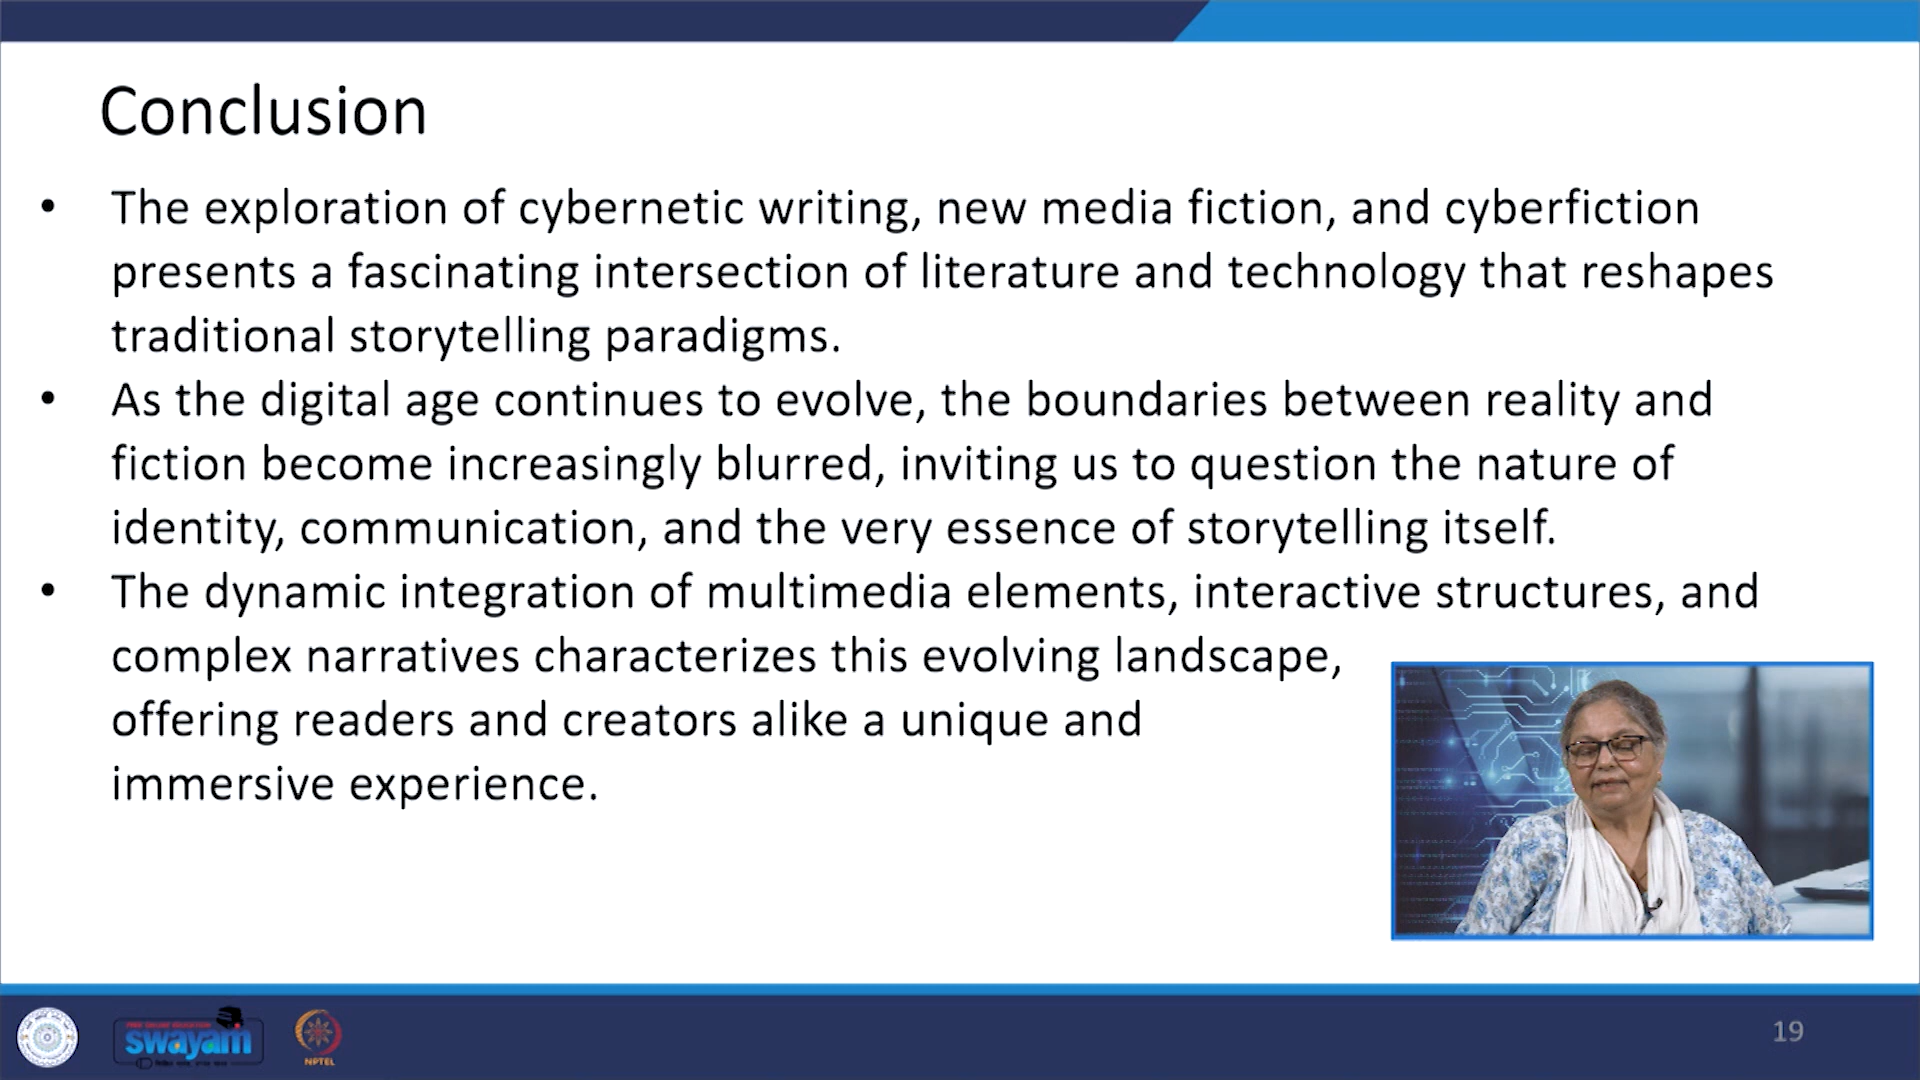 Conclusion
• The exploration of cybernetic writing, new media fiction, and cyberfiction
presents a fascinating intersection of literature and technology that reshapes
traditional storytelling paradigms.
• As the digital age continues to evolve, the boundaries between reality and
fiction become increasingly blurred, inviting us to question the nature of
identity, communication, and the very essence of storytelling itself.
• The dynamic integration of multimedia elements, interactive structures, and
complex narratives characterizes this evolving landscape,
offering readers and creators alike a unique and
immersive experience.
FREE ONLINE EDUCATION
swayam
NPTEL
19